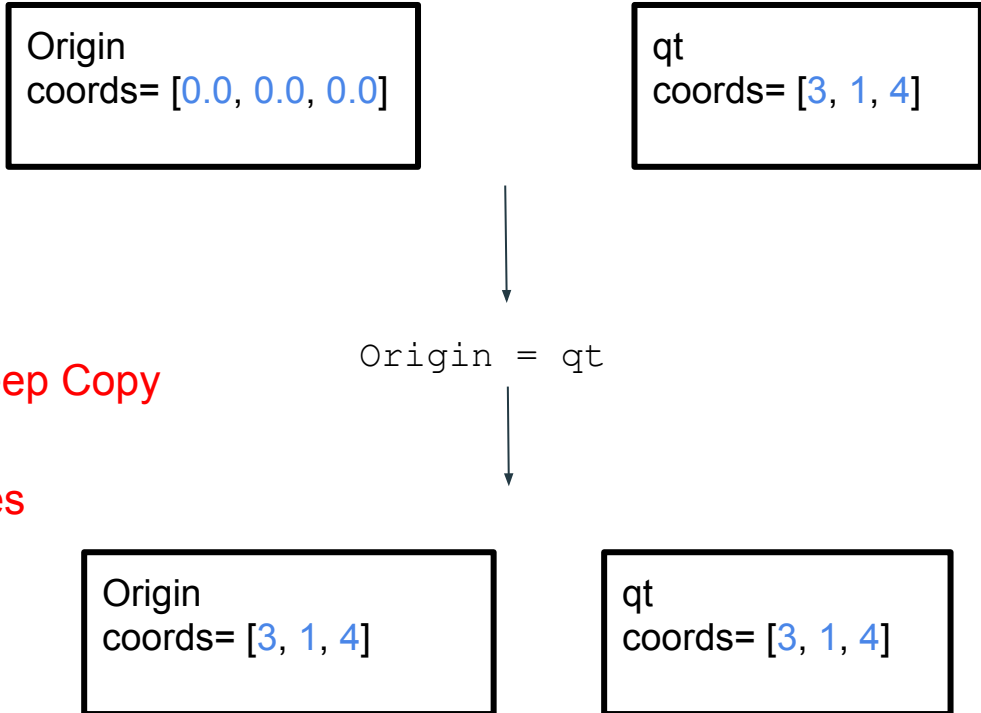 Origin
coords= [0.0, 0.0, 0.0]
qt
coords= [3, 1, 4]
Origin = qt
ep Copy
es
Origin
coords= [3, 1, 4]
qt
coords= [3, 1, 4]